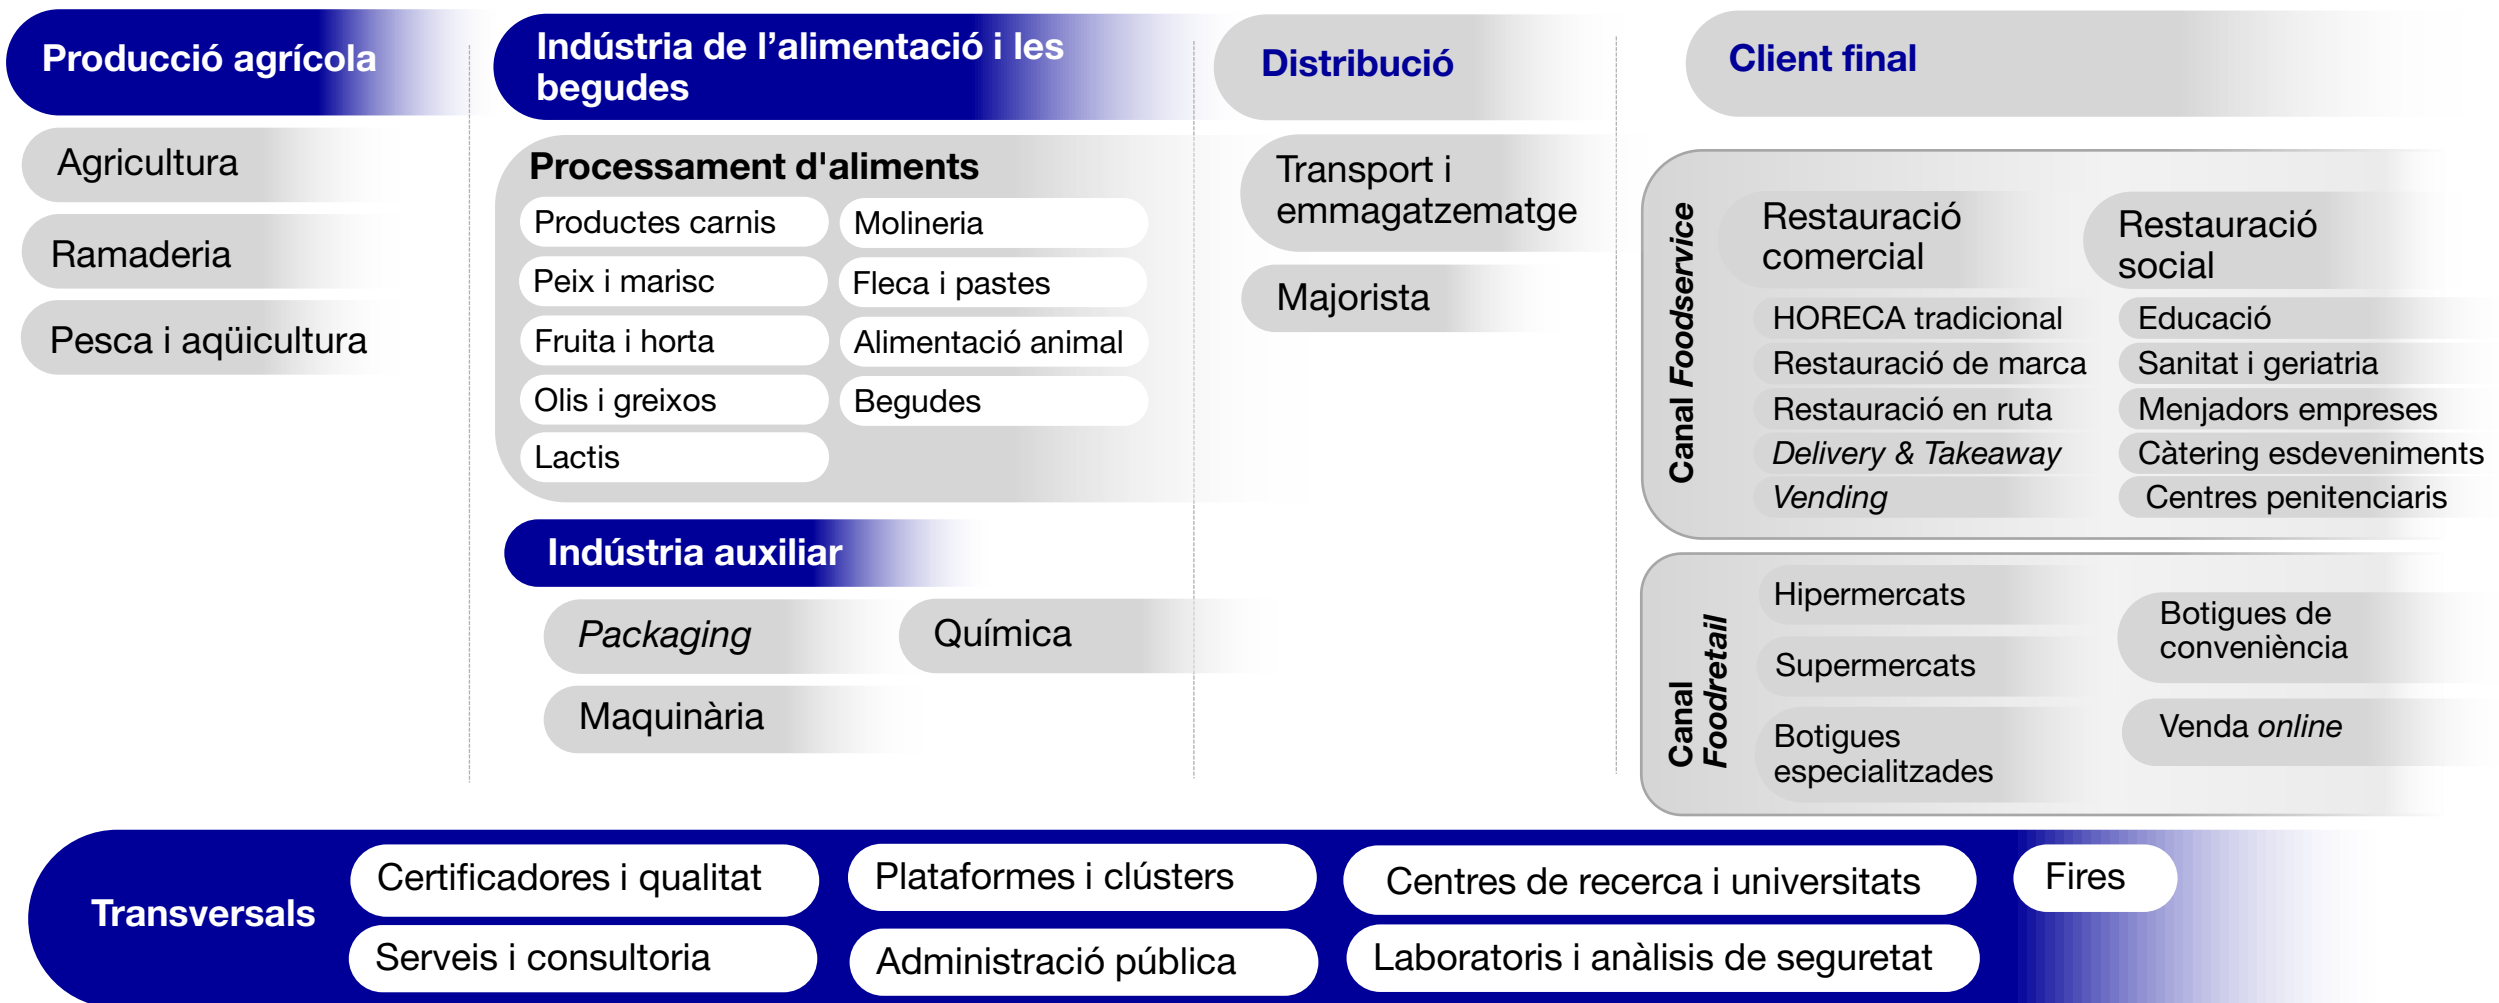 Producció agrícola
Agricultura
Ramaderia
Pesca i aqüicultura
Indústria de l’alimentació i les
begudes
Processament d'aliments
Productes carnis
Peix i marisc
Fruita i horta
Olis i greixos
Lactis
Molineria
Fleca i pastes
Alimentació animal
Begudes
Indústria auxiliar
Packaging
Química
Maquinària
Distribució
Transport i
emmagatzematge
Majorista
Client final
Canal Foodservice
Restauració
comercial
HORECA tradicional
Restauració de marca
Restauració en ruta
Delivery & Takeaway
Vending
Restauració
social
Educació
Sanitat i geriatria
Menjadors empreses
Càtering esdeveniments
Centres penitenciaris
Canal
Foodretail
Hipermercats
Supermercats
Botigues
especialitzades
Botigues de
conveniència
Venda online
Transversals
Certificadores i qualitat
Serveis i consultoria
Plataformes i clústers
Administració pública
Centres de recerca i universitats
Laboratoris i anàlisis de seguretat
Fires